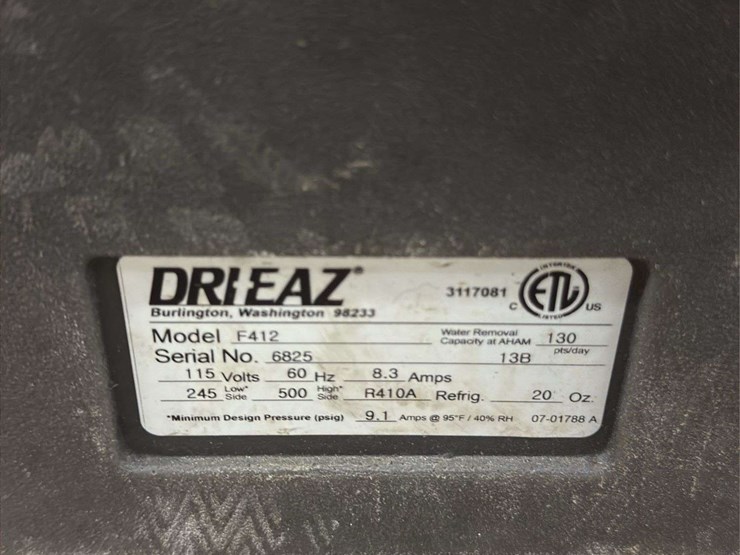 DRI-EAZ®
Burlington, Washington 98233
3117081
INTERTEK
C ETL US
LISTED
Model F412
Water Removal Capacity at AHAM 130 pts/day
Serial No. 6825 13B
115 Volts 60 Hz 8.3 Amps
245 Low* Side 500 High* Side R410A Refrig. 20 Oz.
*Minimum Design Pressure (psig) 9.1 Amps @ 95°F / 40% RH 07-01788 A